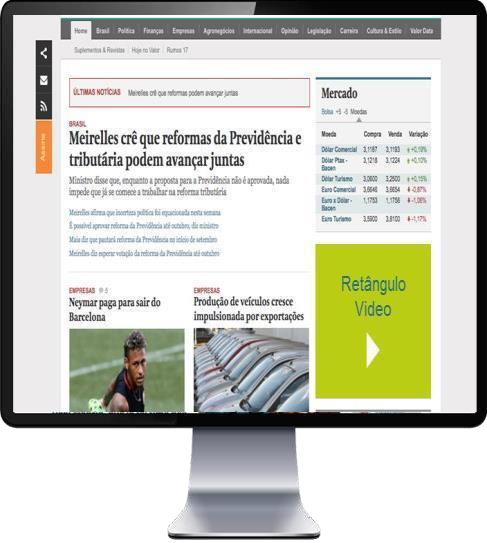 Home Brasil Política Finanças Empresas Agronegócios Internacional Opinião Legislação Carreira Cultura & Estilo Valor Data
Suplementos & Revistas | Hoje no Valor | Rumos 17
Assine
ÚLTIMAS NOTÍCIAS Meirelles crê que reformas podem avançar juntas
BRASIL
Meirelles crê que reformas da Previdência e
tributária podem avançar juntas
Ministro disse que, enquanto a proposta para a Previdência não é aprovada, nada
impede que já se comece a trabalhar na reforma tributária
Meirelles afirma que incerteza política foi equacionada nesta semana
É possível aprovar reforma da Previdência até outubro, diz ministro
Maia diz que pautará reforma da Previdência no início de setembro
Meirelles diz esperar votação da reforma da Previdência até outubro
Mercado
Bolsa +5 -5 Moedas
Moeda Compra Venda Variação
Dólar Comercial 3,1187 3,1193 +0,19%
Dólar Ptax -
Bacen 3,1218 3,1224 +0,10%
Dólar Turismo 3,0600 3,2500 +0,15%
Euro Comercial 3,6646 3,6654 -0,87%
Euro x Dólar -
Bacen 1,1753 1,1756 -1,06%
Euro Turismo 3,5900 3,8100 -1,17%
EMPRESAS 5
Neymar paga para sair do
Barcelona
EMPRESAS
Produção de veículos cresce
impulsionada por exportações
Retângulo
Video